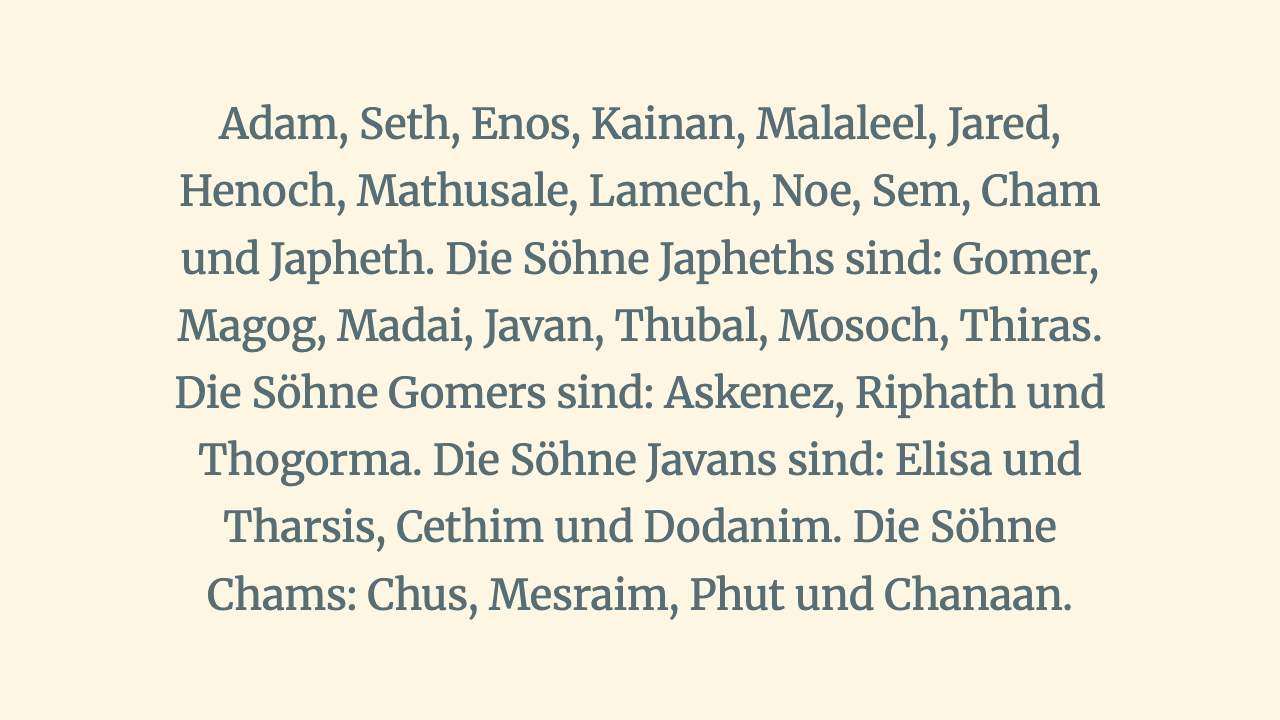 Adam, Seth, Enos, Kainan, Malaleel, Jared,
Henoch, Mathusale, Lamech, Noe, Sem, Cham
und Japheth. Die Söhne Japheths sind: Gomer,
Magog, Madai, Javan, Thubal, Mosoch, Thiras.
Die Söhne Gomers sind: Askenez, Riphath und
Thogorma. Die Söhne Javans sind: Elisa und
Tharsis, Cethim und Dodanim. Die Söhne
Chams: Chus, Mesraim, Phut und Chanaan.